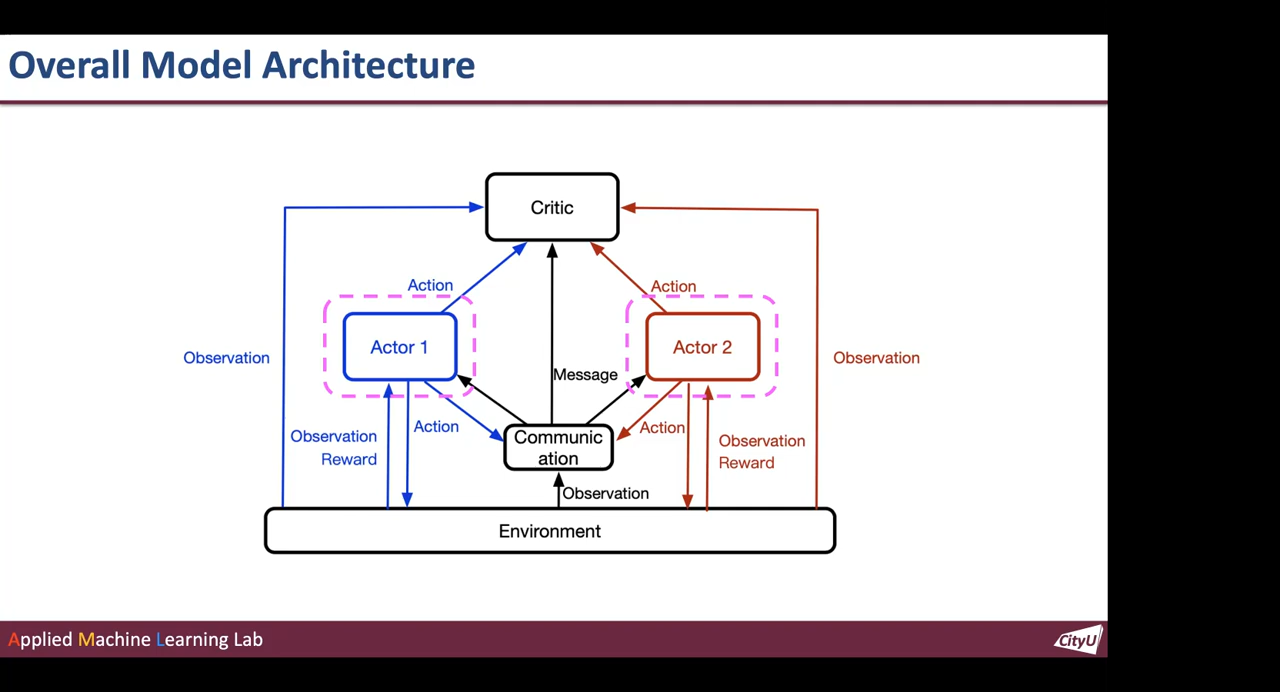 Overall Model Architecture
Critic
Action
Action
Actor 1
Actor 2
Observation
Message
Observation
Observation
Reward
Action
Communic
ation
Action
Observation
Reward
Observation
Environment
Applied Machine Learning Lab
CityU